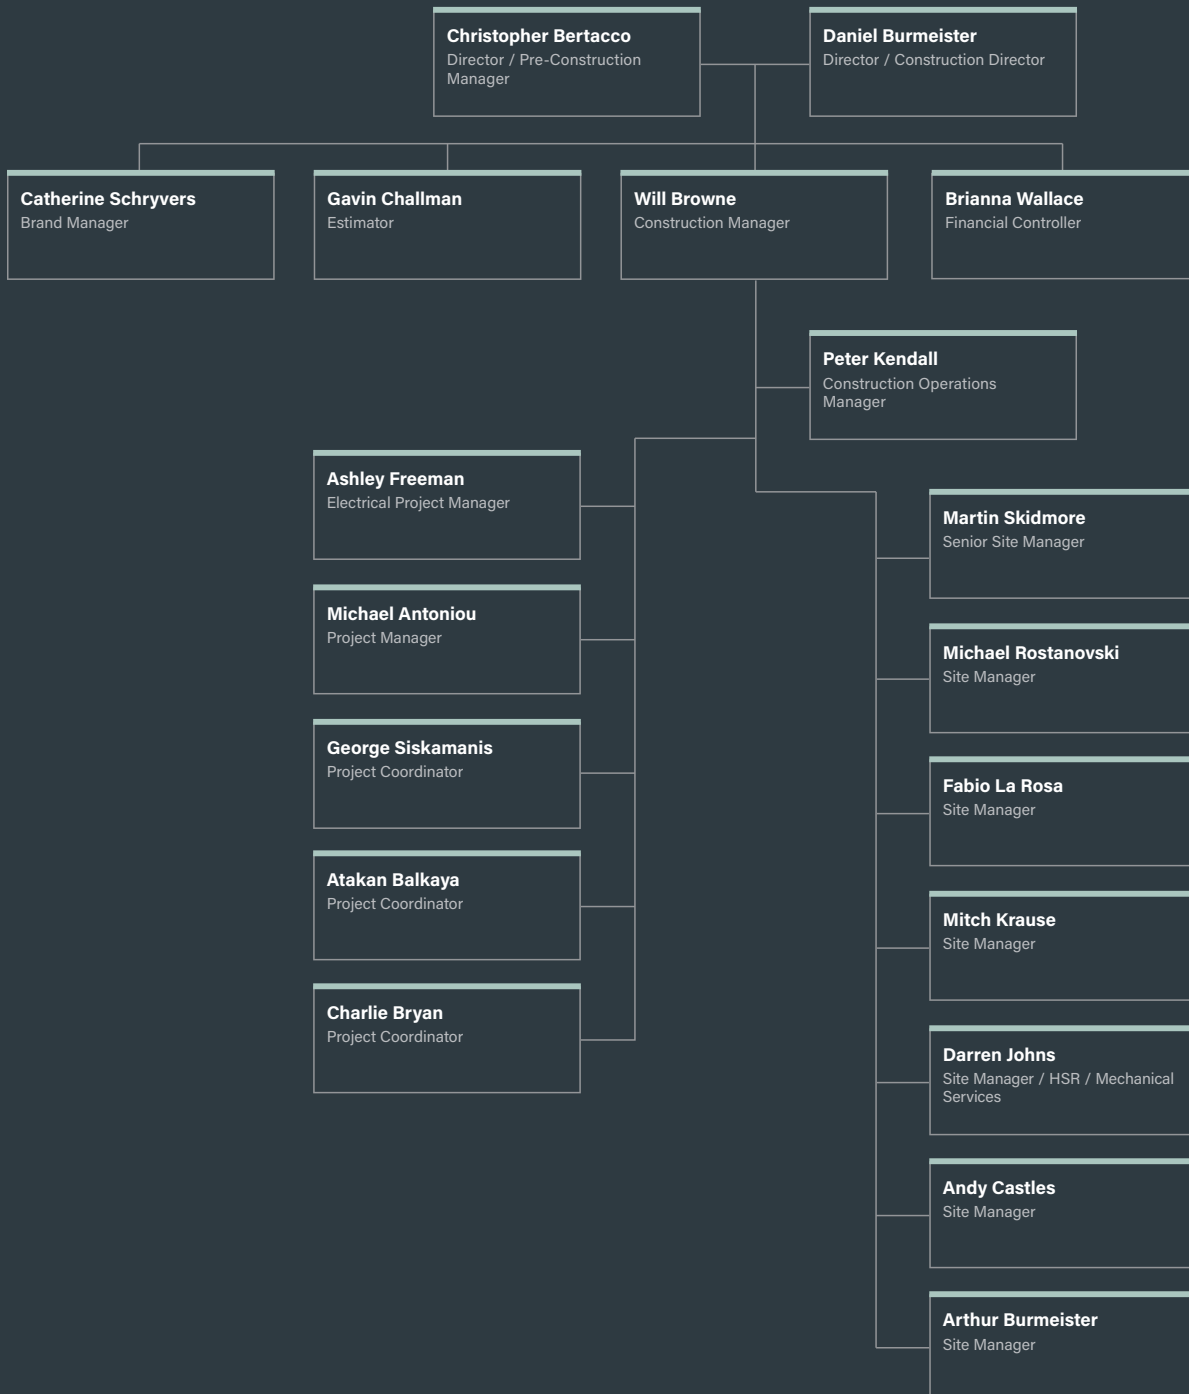 Christopher Bertacco
Director / Pre-Construction
Manager
Daniel Burmeister
Director / Construction Director
Catherine Schryvers
Brand Manager
Gavin Challman
Estimator
Will Browne
Construction Manager
Brianna Wallace
Financial Controller
Peter Kendall
Construction Operations
Manager
Ashley Freeman
Electrical Project Manager
Michael Antoniou
Project Manager
George Siskamanis
Project Coordinator
Atakan Balkaya
Project Coordinator
Charlie Bryan
Project Coordinator
Martin Skidmore
Senior Site Manager
Michael Rostanovski
Site Manager
Fabio La Rosa
Site Manager
Mitch Krause
Site Manager
Darren Johns
Site Manager / HSR / Mechanical
Services
Andy Castles
Site Manager
Arthur Burmeister
Site Manager